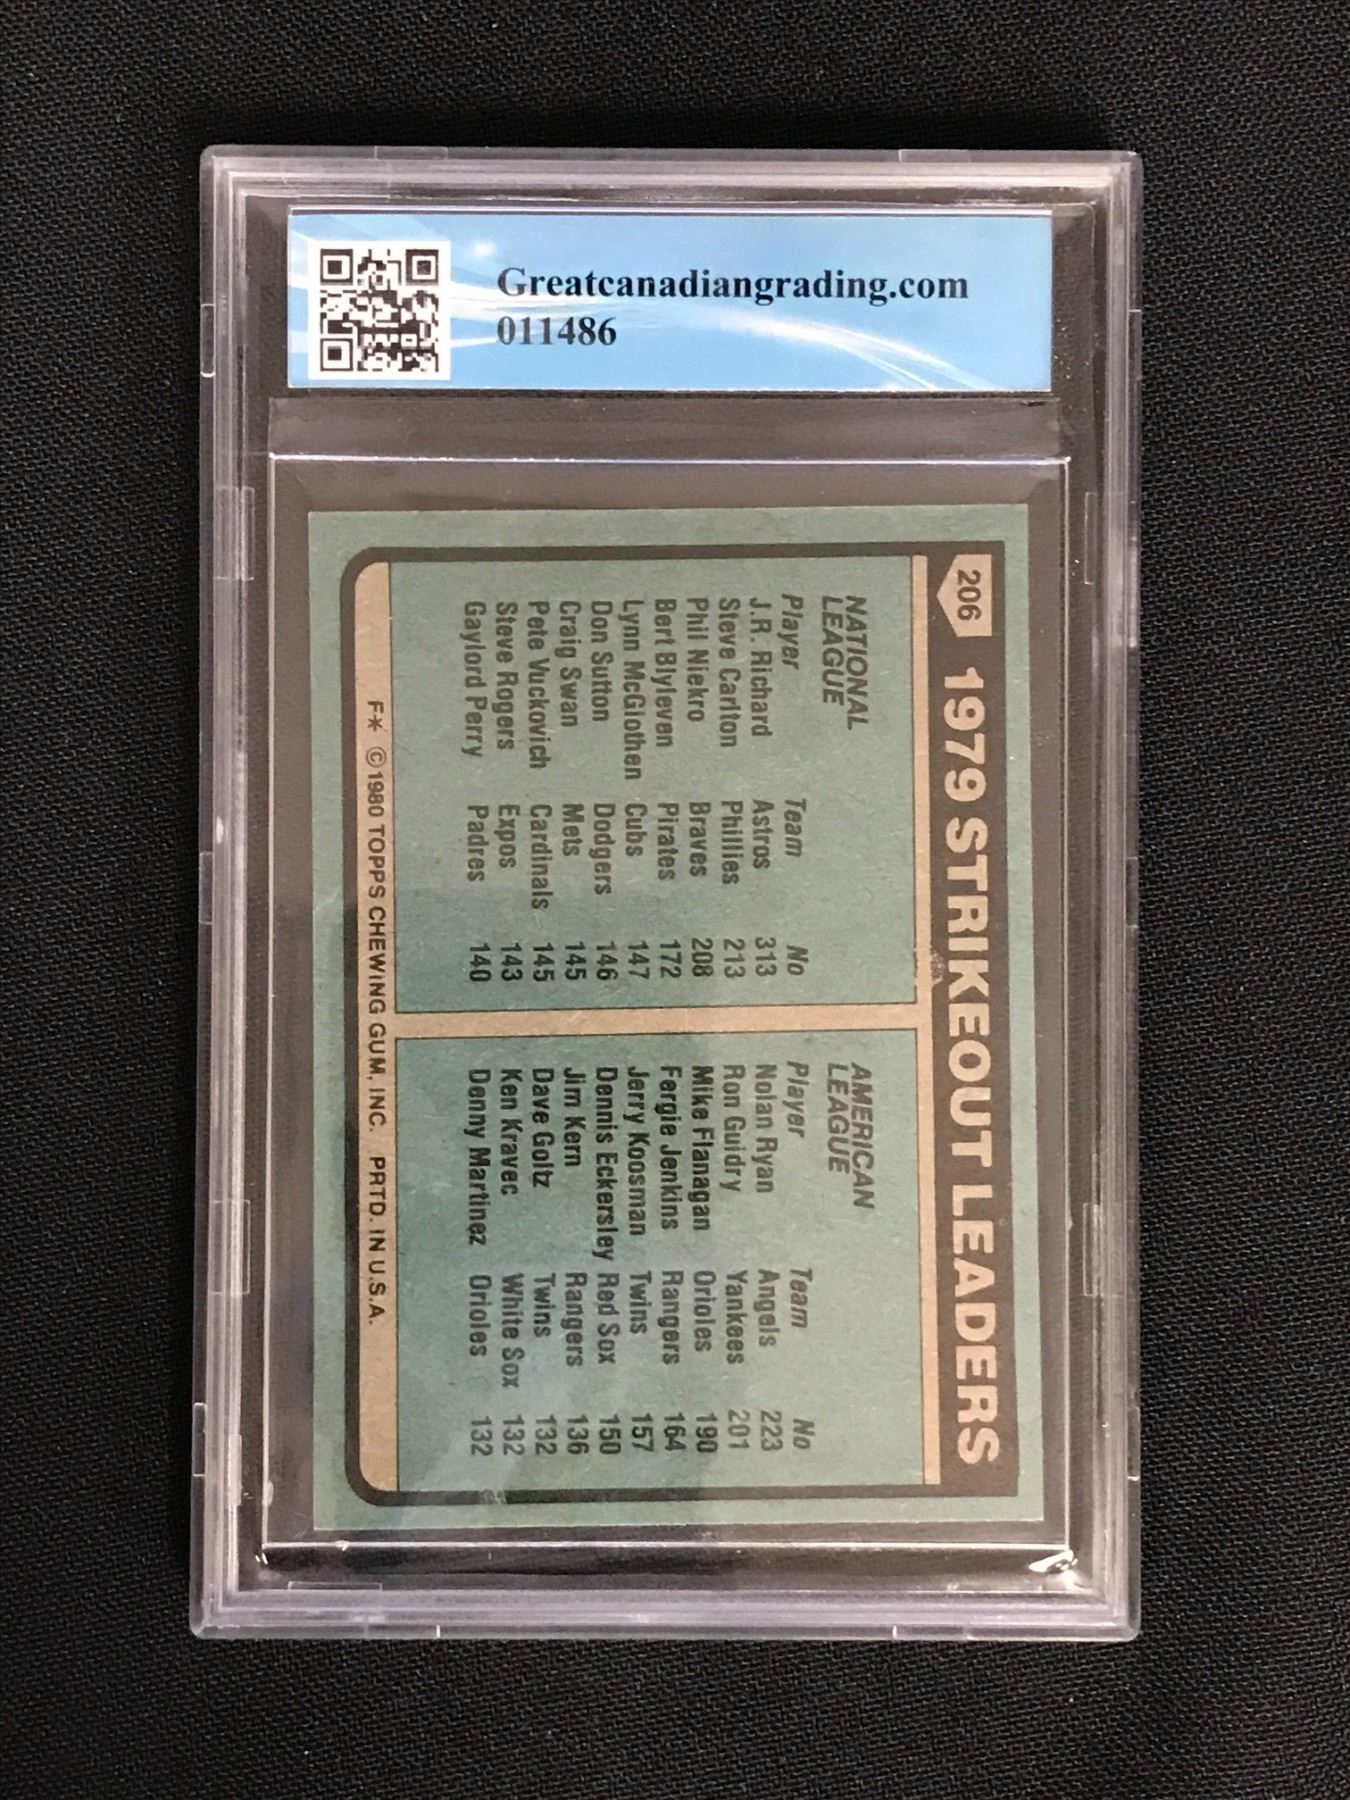 Greatcanadiangrading.com
011486
206
1979 STRIKEOUT LEADERS
NATIONAL
LEAGUE
Player Team No
J.R. Richard Astros 313
Steve Carlton Phillies 213
Phil Niekro Braves 208
Bert Blyleven Pirates 172
Lynn McGlothen Cubs 147
Don Sutton Dodgers 146
Craig Swan Mets 145
Pete Vuckovich Cardinals 145
Steve Rogers Expos 143
Gaylord Perry Padres 140
AMERICAN
LEAGUE
Player Team No
Nolan Ryan Angels 223
Ron Guidry Yankees 201
Mike Flanagan Orioles 190
Fergie Jenkins Rangers 164
Jerry Koosman Twins 157
Dennis Eckersley Red Sox 150
Jim Kern Rangers 136
Dave Goltz Twins 132
Ken Kravec White Sox 132
Denny Martinez Orioles 132
F* ©1980 TOPPS CHEWING GUM, INC. PRTD. IN U.S.A.